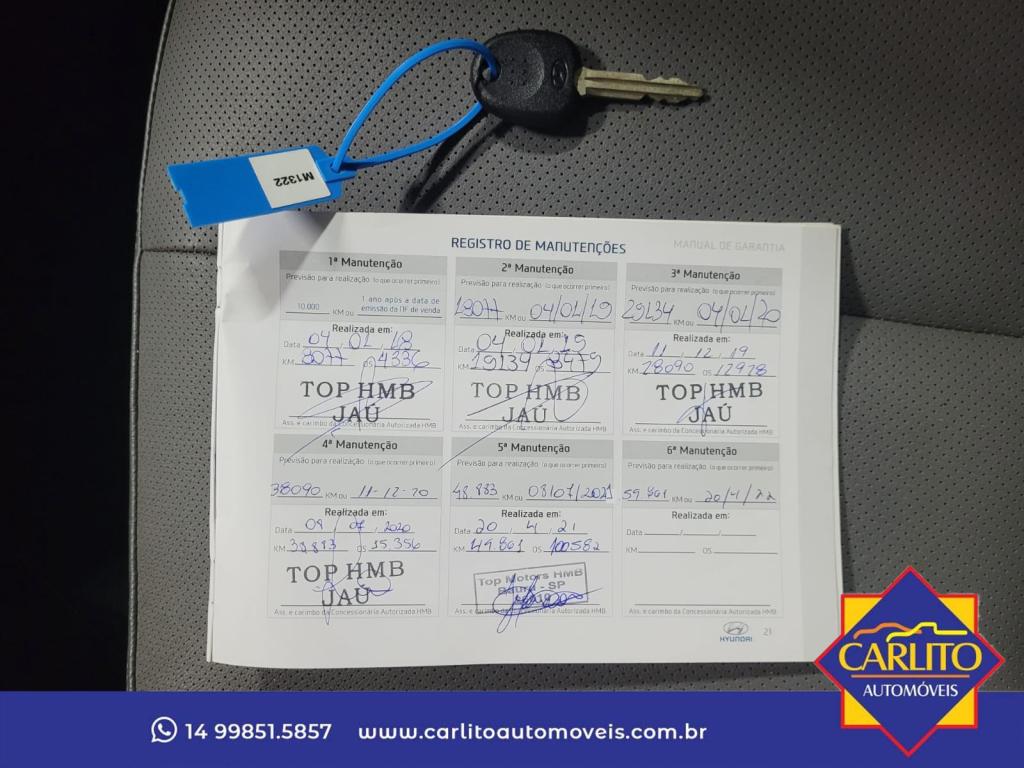 M1322
REGISTRO DE MANUTENÇÕES
MANUAL DE GARANTIA
1ª Manutenção
Previsão para realização (o que ocorrer primeiro)
10.000 KM ou 1 ano após a data de emissão da NF de venda
Realizada em:
Data 04, 01, 18
KM 8077 OS 4336
TOP HMB
JAÚ
Ass. e carimbo da Concessionária Autorizada HMB
2ª Manutenção
Previsão para realização (o que ocorrer primeiro)
18077 KM ou 04/01/19
Realizada em:
Data 04, 01, 19
KM 19134 OS 8479
TOP HMB
JAÚ
Ass. e carimbo da Concessionária Autorizada HMB
3ª Manutenção
Previsão para realização (o que ocorrer primeiro)
29134 KM ou 04/01/20
Realizada em:
Data 11, 12, 19
KM 28090 OS 12978
TOP HMB
JAÚ
Ass. e carimbo da Concessionária Autorizada HMB
4ª Manutenção
Previsão para realização (o que ocorrer primeiro)
38090 KM ou 11-12-20
Realizada em:
Data 08, 07, 2020
KM 38883 OS 15.356
TOP HMB
JAÚ
Ass. e carimbo da Concessionária Autorizada HMB
5ª Manutenção
Previsão para realização (o que ocorrer primeiro)
48.883 KM ou 08/07/2021
Realizada em:
Data 20, 4, 21
KM 49.861 OS 100582
Top Motors HMB
Bauru - SP
Ass. e carimbo da Concessionária Autorizada HMB
6ª Manutenção
Previsão para realização (o que ocorrer primeiro)
59.861 KM ou 20/4/22
Realizada em:
Data / /
KM OS
Ass. e carimbo da Concessionária Autorizada HMB
HYUNDAI
21
CARLITO
AUTOMÓVEIS
14 99851.5857
www.carlitoautomoveis.com.br